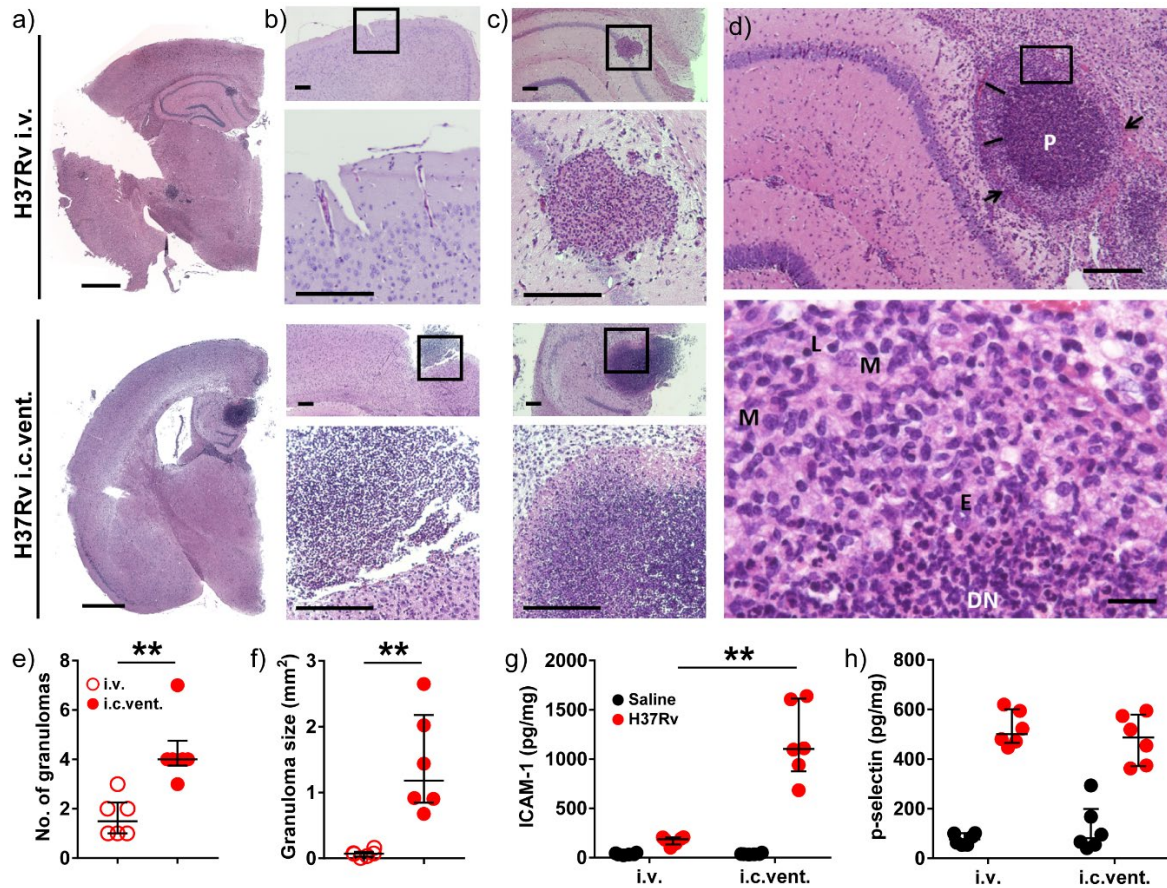 a)
b)
c)
d)
H37Rv i.v.
P
H37Rv i.c.vent.
L
M
M
E
DN
e)
**
No. of granulomas
8
6
4
2
0
i.v.
i.c.vent.
f)
**
Granuloma size (mm²)
3
2
1
0
g)
**
ICAM-1 (pg/mg)
2000
1500
1000
500
0
Saline
H37Rv
i.v.
i.c.vent.
h)
p-selectin (pg/mg)
800
600
400
200
0
i.v.
i.c.vent.